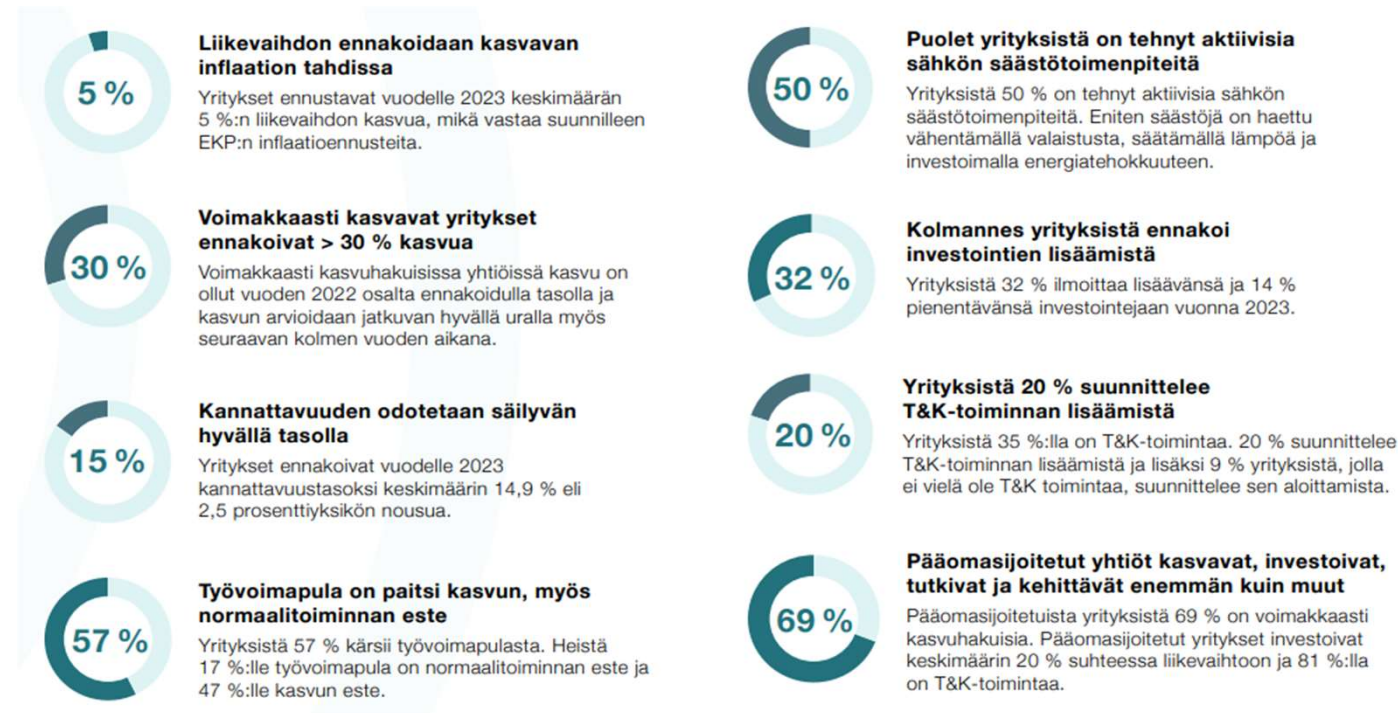 5 %
Liikevaihdon ennakoidaan kasvavan
inflaation tahdissa
Yritykset ennustavat vuodelle 2023 keskimäärän
5 %:n liikevaihdon kasvua, mikä vastaa suunnilleen
EKP:n inflaatioennusteita.
30 %
Voimakkaasti kasvavat yritykset
ennakoivat > 30 % kasvua
Voimakkaasti kasvuhakuisissa yhtiöissä kasvu on
ollut vuoden 2022 osalta ennakoidulla tasolla ja
kasvun arvioidaan jatkuvan hyvällä uralla myös
seuraavan kolmen vuoden aikana.
15 %
Kannattavuuden odotetaan säilyvän
hyvällä tasolla
Yritykset ennakoivat vuodelle 2023
kannattavuustasoksi keskimäärin 14,9 % eli
2,5 prosenttiyksikön nousua.
57 %
Työvoimapula on paitsi kasvun, myös
normaalitoiminnan este
Yrityksistä 57 % kärsii työvoimapulasta. Heistä
17 %:lle työvoimapula on normaalitoiminnan este ja
47 %:lle kasvun este.
50 %
Puolet yrityksistä on tehnyt aktiivisia
sähkön säästötoimenpiteitä
Yrityksistä 50 % on tehnyt aktiivisia sähkön
säästötoimenpiteitä. Eniten säästöjä on haettu
vähentämällä valaistusta, säätämällä lämpöä ja
investoimalla energiatehokkuuteen.
32 %
Kolmannes yrityksistä ennakoi
investointien lisäämistä
Yrityksistä 32 % ilmoittaa lisäävänsä ja 14 %
pienentävänsä investointejaan vuonna 2023.
20 %
Yrityksistä 20 % suunnittelee
T&K-toiminnan lisäämistä
Yrityksistä 35 %:lla on T&K-toimintaa. 20 % suunnittelee
T&K-toiminnan lisäämistä ja lisäksi 9 % yrityksistä, jolla
ei vielä ole T&K toimintaa, suunnittelee sen aloittamista.
69 %
Pääomasijoitetut yhtiöt kasvavat, investoivat,
tutkivat ja kehittävät enemmän kuin muut
Pääomasijoitetuista yrityksistä 69 % on voimakkaasti
kasvuhakuisia. Pääomasijoitetut yritykset investoivat
keskimäärin 20 % suhteessa liikevaihtoon ja 81 %:lla
on T&K-toimintaa.